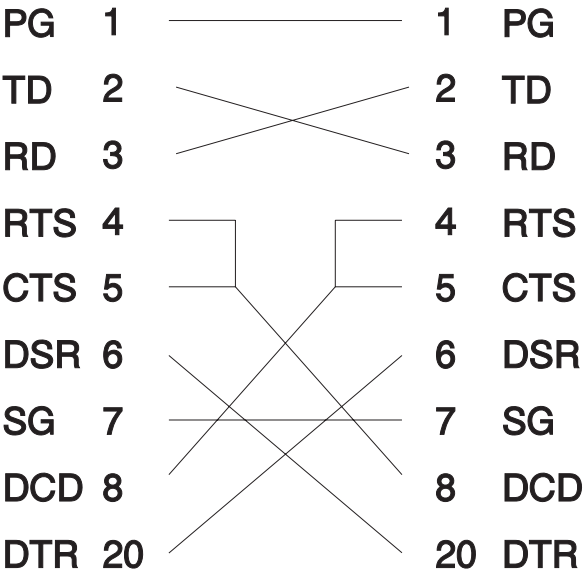 PG 1 1 PG
TD 2 2 TD
RD 3 3 RD
RTS 4 4 RTS
CTS 5 5 CTS
DSR 6 6 DSR
SG 7 7 SG
DCD 8 8 DCD
DTR 20 20 DTR